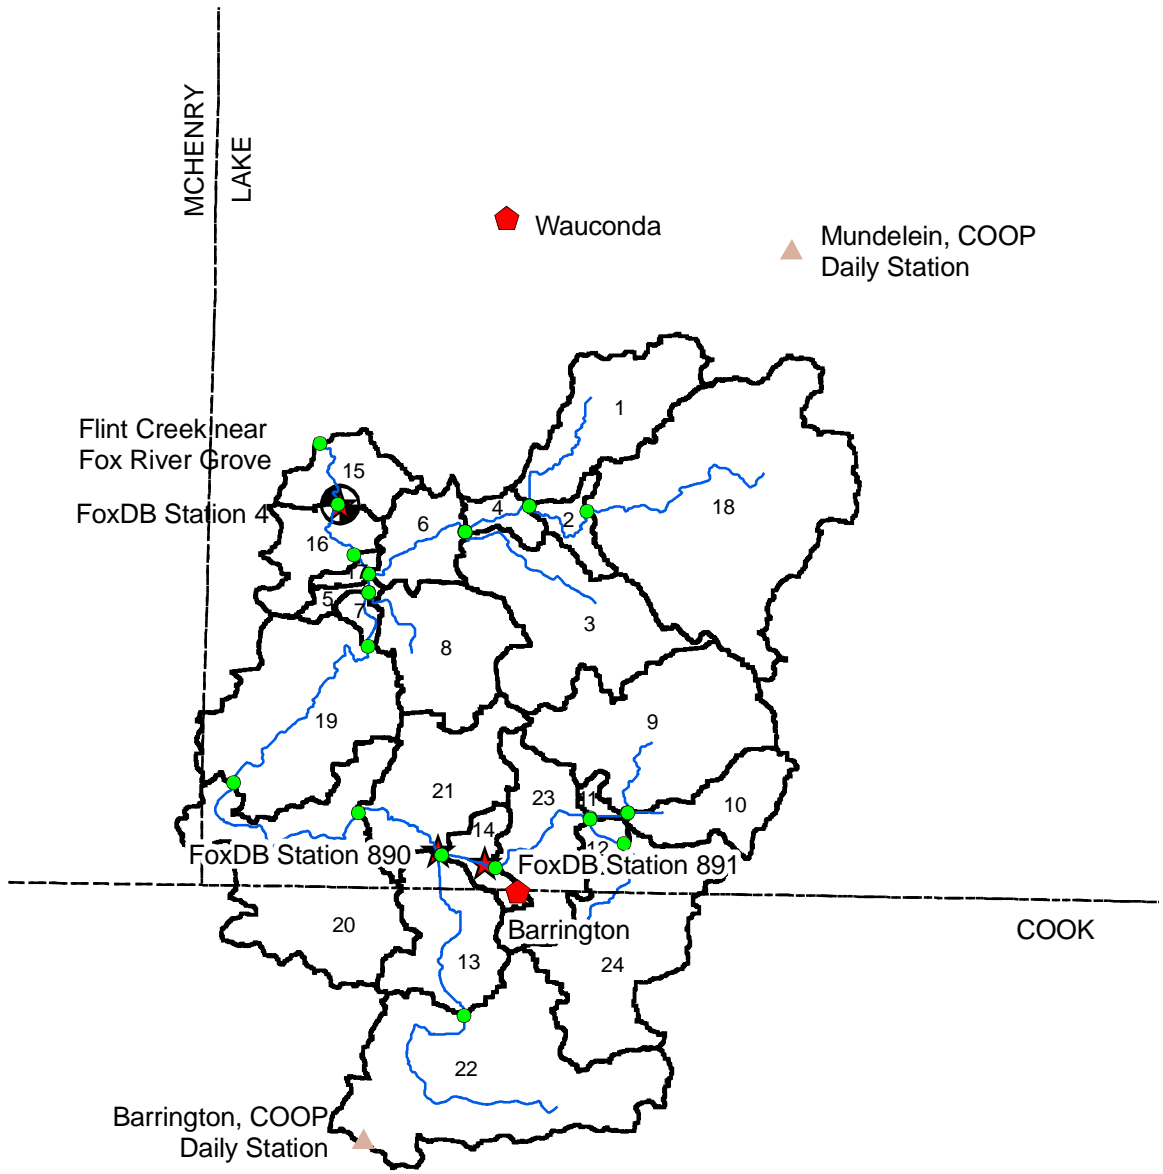 MCHENRY
LAKE
Wauconda
Mundelein, COOP
Daily Station
1
Flint Creek near
Fox River Grove
15
18
4
FoxDB Station 4
2
6
16
17
5
7
3
8
19
9
21
23
11
10
14
12
FoxDB Station 890
FoxDB Station 891
20
Barrington
COOK
13
24
22
Barrington, COOP
Daily Station